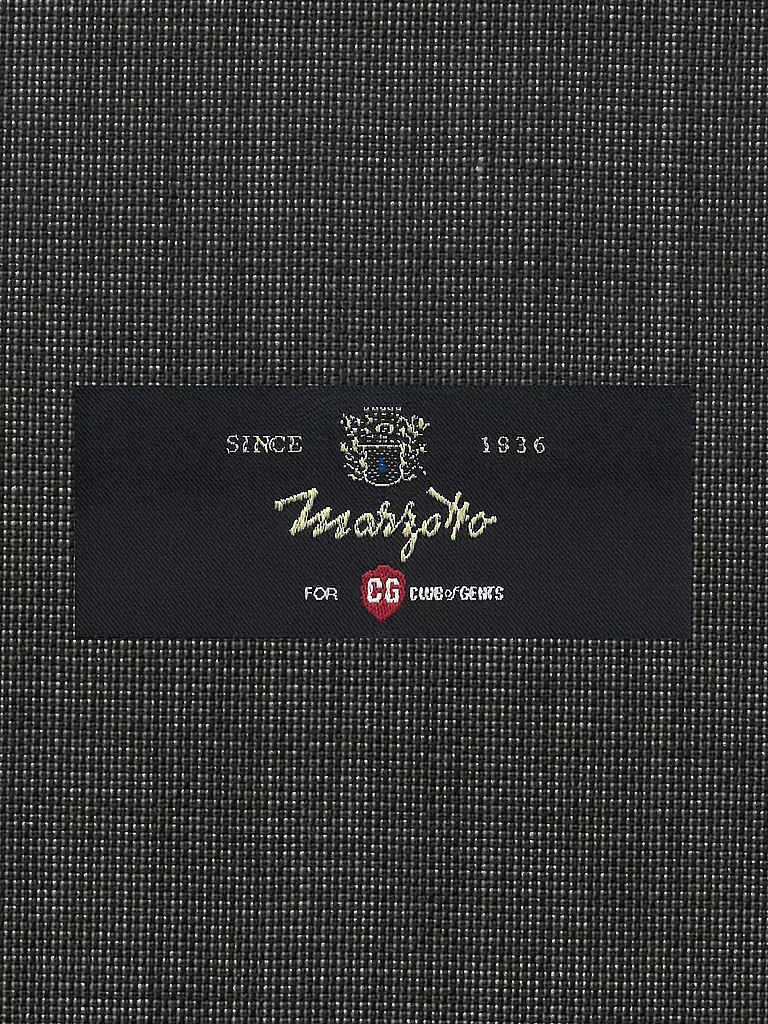 SINCE 1836
Marzotto
FOR CG CLUB of GENTS